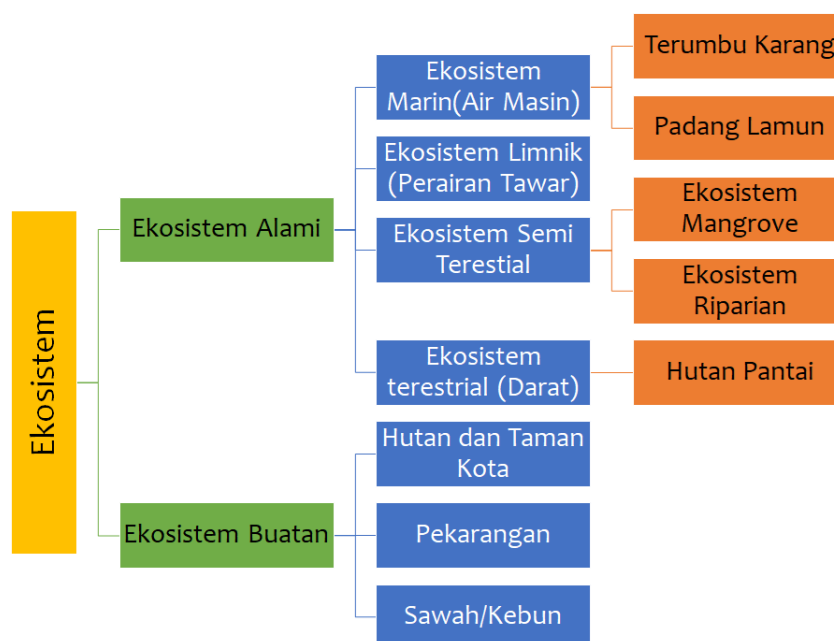 Ekosistem
Ekosistem Alami
Ekosistem
Marin(Air Masin)
Terumbu Karang
Padang Lamun
Ekosistem Limnik
(Perairan Tawar)
Ekosistem Semi
Terestial
Ekosistem
Mangrove
Ekosistem
Riparian
Ekosistem
terestrial (Darat)
Hutan Pantai
Ekosistem Buatan
Hutan dan Taman
Kota
Pekarangan
Sawah/Kebun